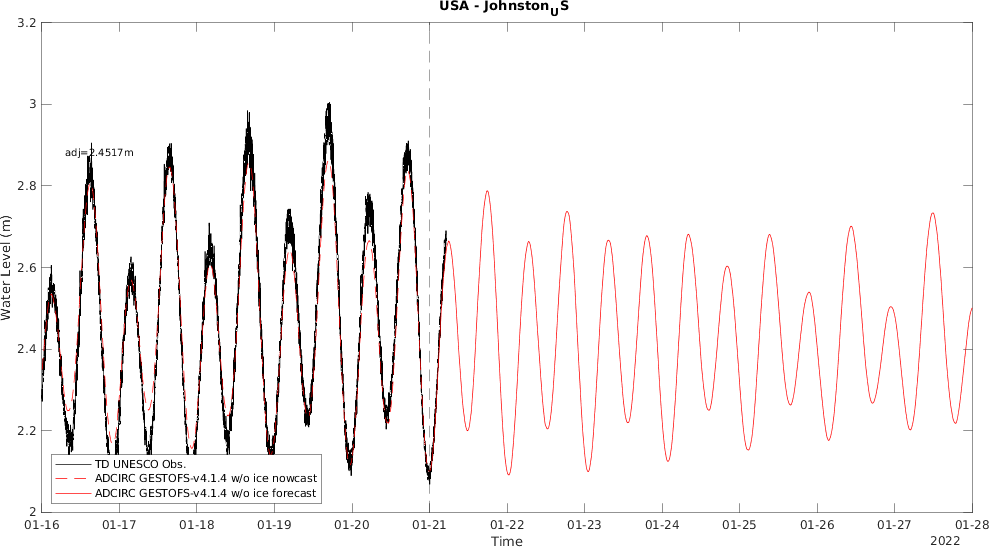 USA - Johnston_US
3.2
3
2.8
2.6
2.4
2.2
2
Water Level (m)
adj=2.4517m
TD UNESCO Obs.
ADCIRC GESTOFS-v4.1.4 w/o ice nowcast
ADCIRC GESTOFS-v4.1.4 w/o ice forecast
01-16 01-17 01-18 01-19 01-20 01-21 01-22 01-23 01-24 01-25 01-26 01-27 01-28
Time
2022